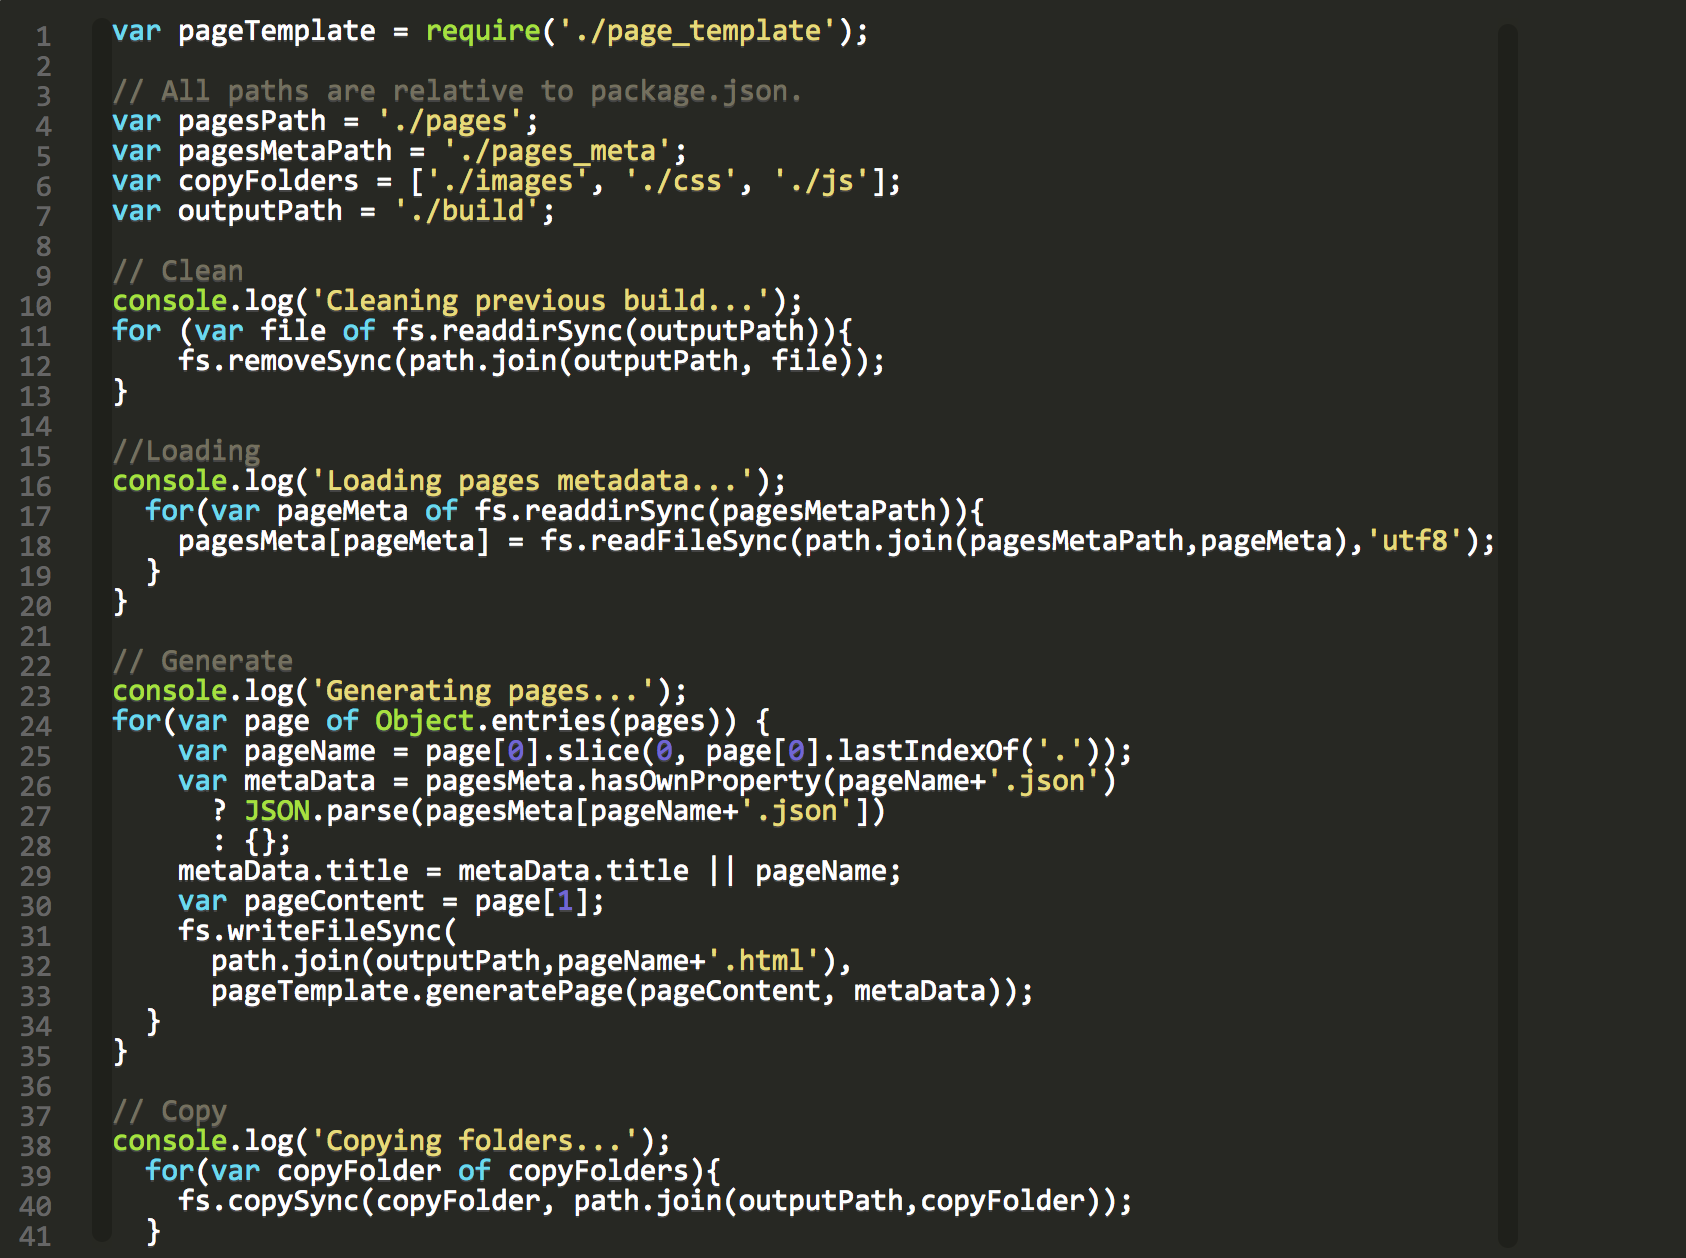 1 var pageTemplate = require('./page_template');
2
3 // All paths are relative to package.json.
4 var pagesPath = './pages';
5 var pagesMetaPath = './pages_meta';
6 var copyFolders = ['./images', './css', './js'];
7 var outputPath = './build';
8
9 // Clean
10 console.log('Cleaning previous build...');
11 for (var file of fs.readdirSync(outputPath)){
12     fs.removeSync(path.join(outputPath, file));
13 }
14
15 //Loading
16 console.log('Loading pages metadata...');
17   for(var pageMeta of fs.readdirSync(pagesMetaPath)){
18     pagesMeta[pageMeta] = fs.readFileSync(path.join(pagesMetaPath,pageMeta),'utf8');
19   }
20 }
21
22 // Generate
23 console.log('Generating pages...');
24 for(var page of Object.entries(pages)) {
25     var pageName = page[0].slice(0, page[0].lastIndexOf('.'));
26     var metaData = pagesMeta.hasOwnProperty(pageName+'.json')
27       ? JSON.parse(pagesMeta[pageName+'.json'])
28       : {};
29     metaData.title = metaData.title || pageName;
30     var pageContent = page[1];
31     fs.writeFileSync(
32       path.join(outputPath,pageName+'.html'),
33       pageTemplate.generatePage(pageContent, metaData));
34   }
35 }
36
37 // Copy
38 console.log('Copying folders...');
39   for(var copyFolder of copyFolders){
40     fs.copySync(copyFolder, path.join(outputPath,copyFolder));
41   }